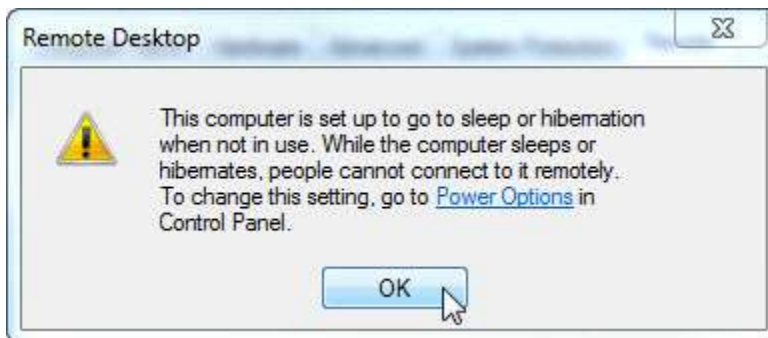 Remote Desktop
This computer is set up to go to sleep or hibernation
when not in use. While the computer sleeps or
hibernates, people cannot connect to it remotely.
To change this setting, go to Power Options in
Control Panel.
OK